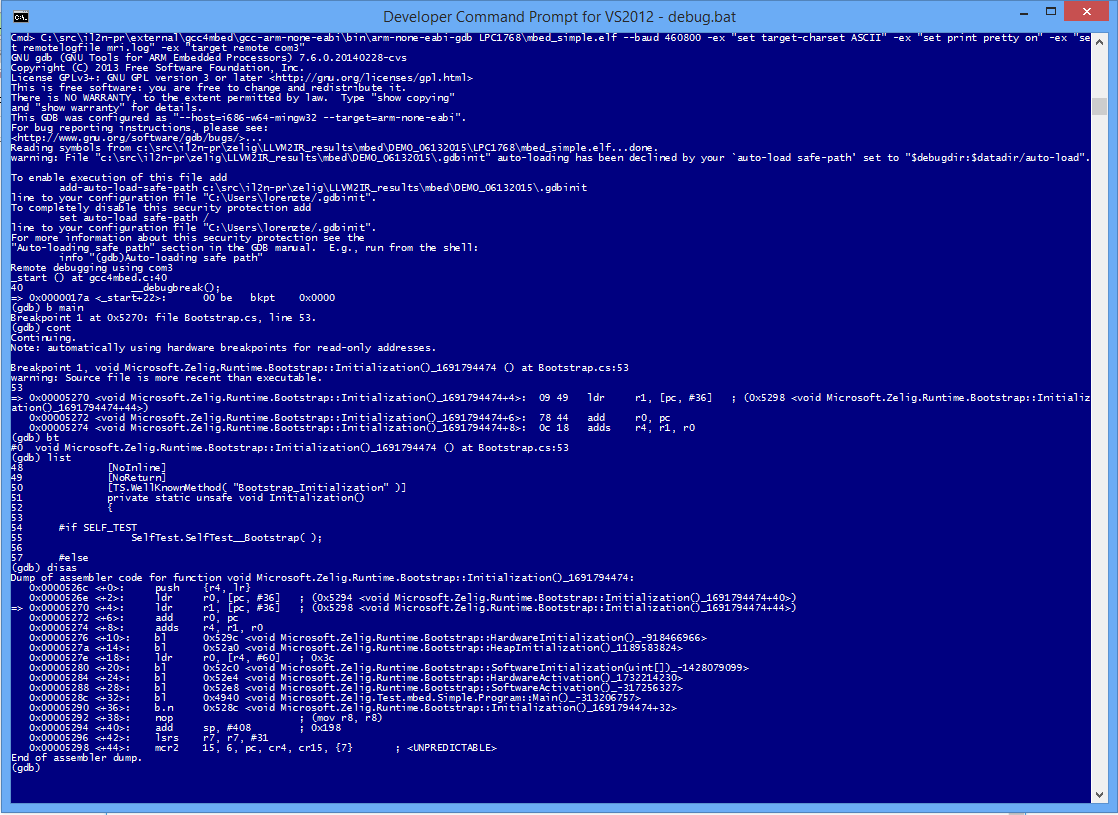 Developer Command Prompt for VS2012 - debug.bat
Cmd> C:\src\il2n-pr\external\gcc4mbed\gcc-arm-none-eabi\bin\arm-none-eabi-gdb LPC1768\mbed_simple.elf --baud 460800 -ex "set target-charset ASCII" -ex "set print pretty on" -ex "se
t remotelogfile mri.log" -ex "target remote com3"
GNU gdb (GNU Tools for ARM Embedded Processors) 7.6.0.20140228-cvs
Copyright (C) 2013 Free Software Foundation, Inc.
License GPLv3+: GNU GPL version 3 or later <http://gnu.org/licenses/gpl.html>
This is free software: you are free to change and redistribute it.
There is NO WARRANTY, to the extent permitted by law.  Type "show copying"
and "show warranty" for details.
This GDB was configured as "--host=i686-w64-mingw32 --target=arm-none-eabi".
For bug reporting instructions, please see:
<http://www.gnu.org/software/gdb/bugs/>...
Reading symbols from c:\src\il2n-pr\zelig\LLVM2IR_results\mbed\DEMO_06132015\LPC1768\mbed_simple.elf...done.
warning: File "c:\src\il2n-pr\zelig\LLVM2IR_results\mbed\DEMO_06132015\.gdbinit" auto-loading has been declined by your `auto-load safe-path' set to "$debugdir:$datadir/auto-load".
To enable execution of this file add
add-auto-load-safe-path c:\src\il2n-pr\zelig\LLVM2IR_results\mbed\DEMO_06132015\.gdbinit
line to your configuration file "C:\Users\lorenzte/.gdbinit".
To completely disable this security protection add
set auto-load safe-path /
line to your configuration file "C:\Users\lorenzte/.gdbinit".
For more information about this security protection see the
"Auto-loading safe path" section in the GDB manual.  E.g., run from the shell:
info "(gdb)Auto-loading safe path"
Remote debugging using com3
_start () at gcc4mbed.c:40
40 __debugbreak();
=> 0x0000017a <_start+22>: 00 be bkpt 0x0000
(gdb) b main
Breakpoint 1 at 0x5270: file Bootstrap.cs, line 53.
(gdb) cont
Continuing.
Note: automatically using hardware breakpoints for read-only addresses.
Breakpoint 1, void Microsoft.Zelig.Runtime.Bootstrap::Initialization()_1691794474 () at Bootstrap.cs:53
warning: Source file is more recent than executable.
53
=> 0x00005270 <void Microsoft.Zelig.Runtime.Bootstrap::Initialization()_1691794474+4>: 09 49 ldr r1, [pc, #36] ; (0x5298 <void Microsoft.Zelig.Runtime.Bootstrap::Initializ
ation()_1691794474+44>)
0x00005272 <void Microsoft.Zelig.Runtime.Bootstrap::Initialization()_1691794474+6>: 78 44 add r0, pc
0x00005274 <void Microsoft.Zelig.Runtime.Bootstrap::Initialization()_1691794474+8>: 0c 18 adds r4, r1, r0
(gdb) bt
#0  void Microsoft.Zelig.Runtime.Bootstrap::Initialization()_1691794474 () at Bootstrap.cs:53
(gdb) list
48 [NoInline]
49 [NoReturn]
50 [TS.WellKnownMethod( "Bootstrap_Initialization" )]
51 private static unsafe void Initialization()
52 {
53
54 #if SELF_TEST
55 SelfTest.SelfTest__Bootstrap( );
56
57 #else
(gdb) disas
Dump of assembler code for function void Microsoft.Zelig.Runtime.Bootstrap::Initialization()_1691794474:
0x0000526c <+0>: push {r4, lr}
0x0000526e <+2>: ldr r0, [pc, #36] ; (0x5294 <void Microsoft.Zelig.Runtime.Bootstrap::Initialization()_1691794474+40>)
=> 0x00005270 <+4>: ldr r1, [pc, #36] ; (0x5298 <void Microsoft.Zelig.Runtime.Bootstrap::Initialization()_1691794474+44>)
0x00005272 <+6>: add r0, pc
0x00005274 <+8>: adds r4, r1, r0
0x00005276 <+10>: bl 0x529c <void Microsoft.Zelig.Runtime.Bootstrap::HardwareInitialization()_-918466966>
0x0000527a <+14>: bl 0x52a0 <void Microsoft.Zelig.Runtime.Bootstrap::HeapInitialization()_1189583824>
0x0000527e <+18>: ldr r0, [r4, #60] ; 0x3c
0x00005280 <+20>: bl 0x52c0 <void Microsoft.Zelig.Runtime.Bootstrap::SoftwareInitialization(uint[])_-1428079099>
0x00005284 <+24>: bl 0x52e4 <void Microsoft.Zelig.Runtime.Bootstrap::HardwareActivation()_1732214230>
0x00005288 <+28>: bl 0x52e8 <void Microsoft.Zelig.Runtime.Bootstrap::SoftwareActivation()_-317256327>
0x0000528c <+32>: bl 0x4940 <void Microsoft.Zelig.Test.mbed.Simple.Program::Main()_-313206757>
0x00005290 <+36>: b.n 0x528c <void Microsoft.Zelig.Runtime.Bootstrap::Initialization()_1691794474+32>
0x00005292 <+38>: nop ; (mov r8, r8)
0x00005294 <+40>: add sp, #408 ; 0x198
0x00005296 <+42>: lsrs r7, r7, #31
0x00005298 <+44>: mcr2 15, 6, pc, cr4, cr15, {7} ; <UNPREDICTABLE>
End of assembler dump.
(gdb)